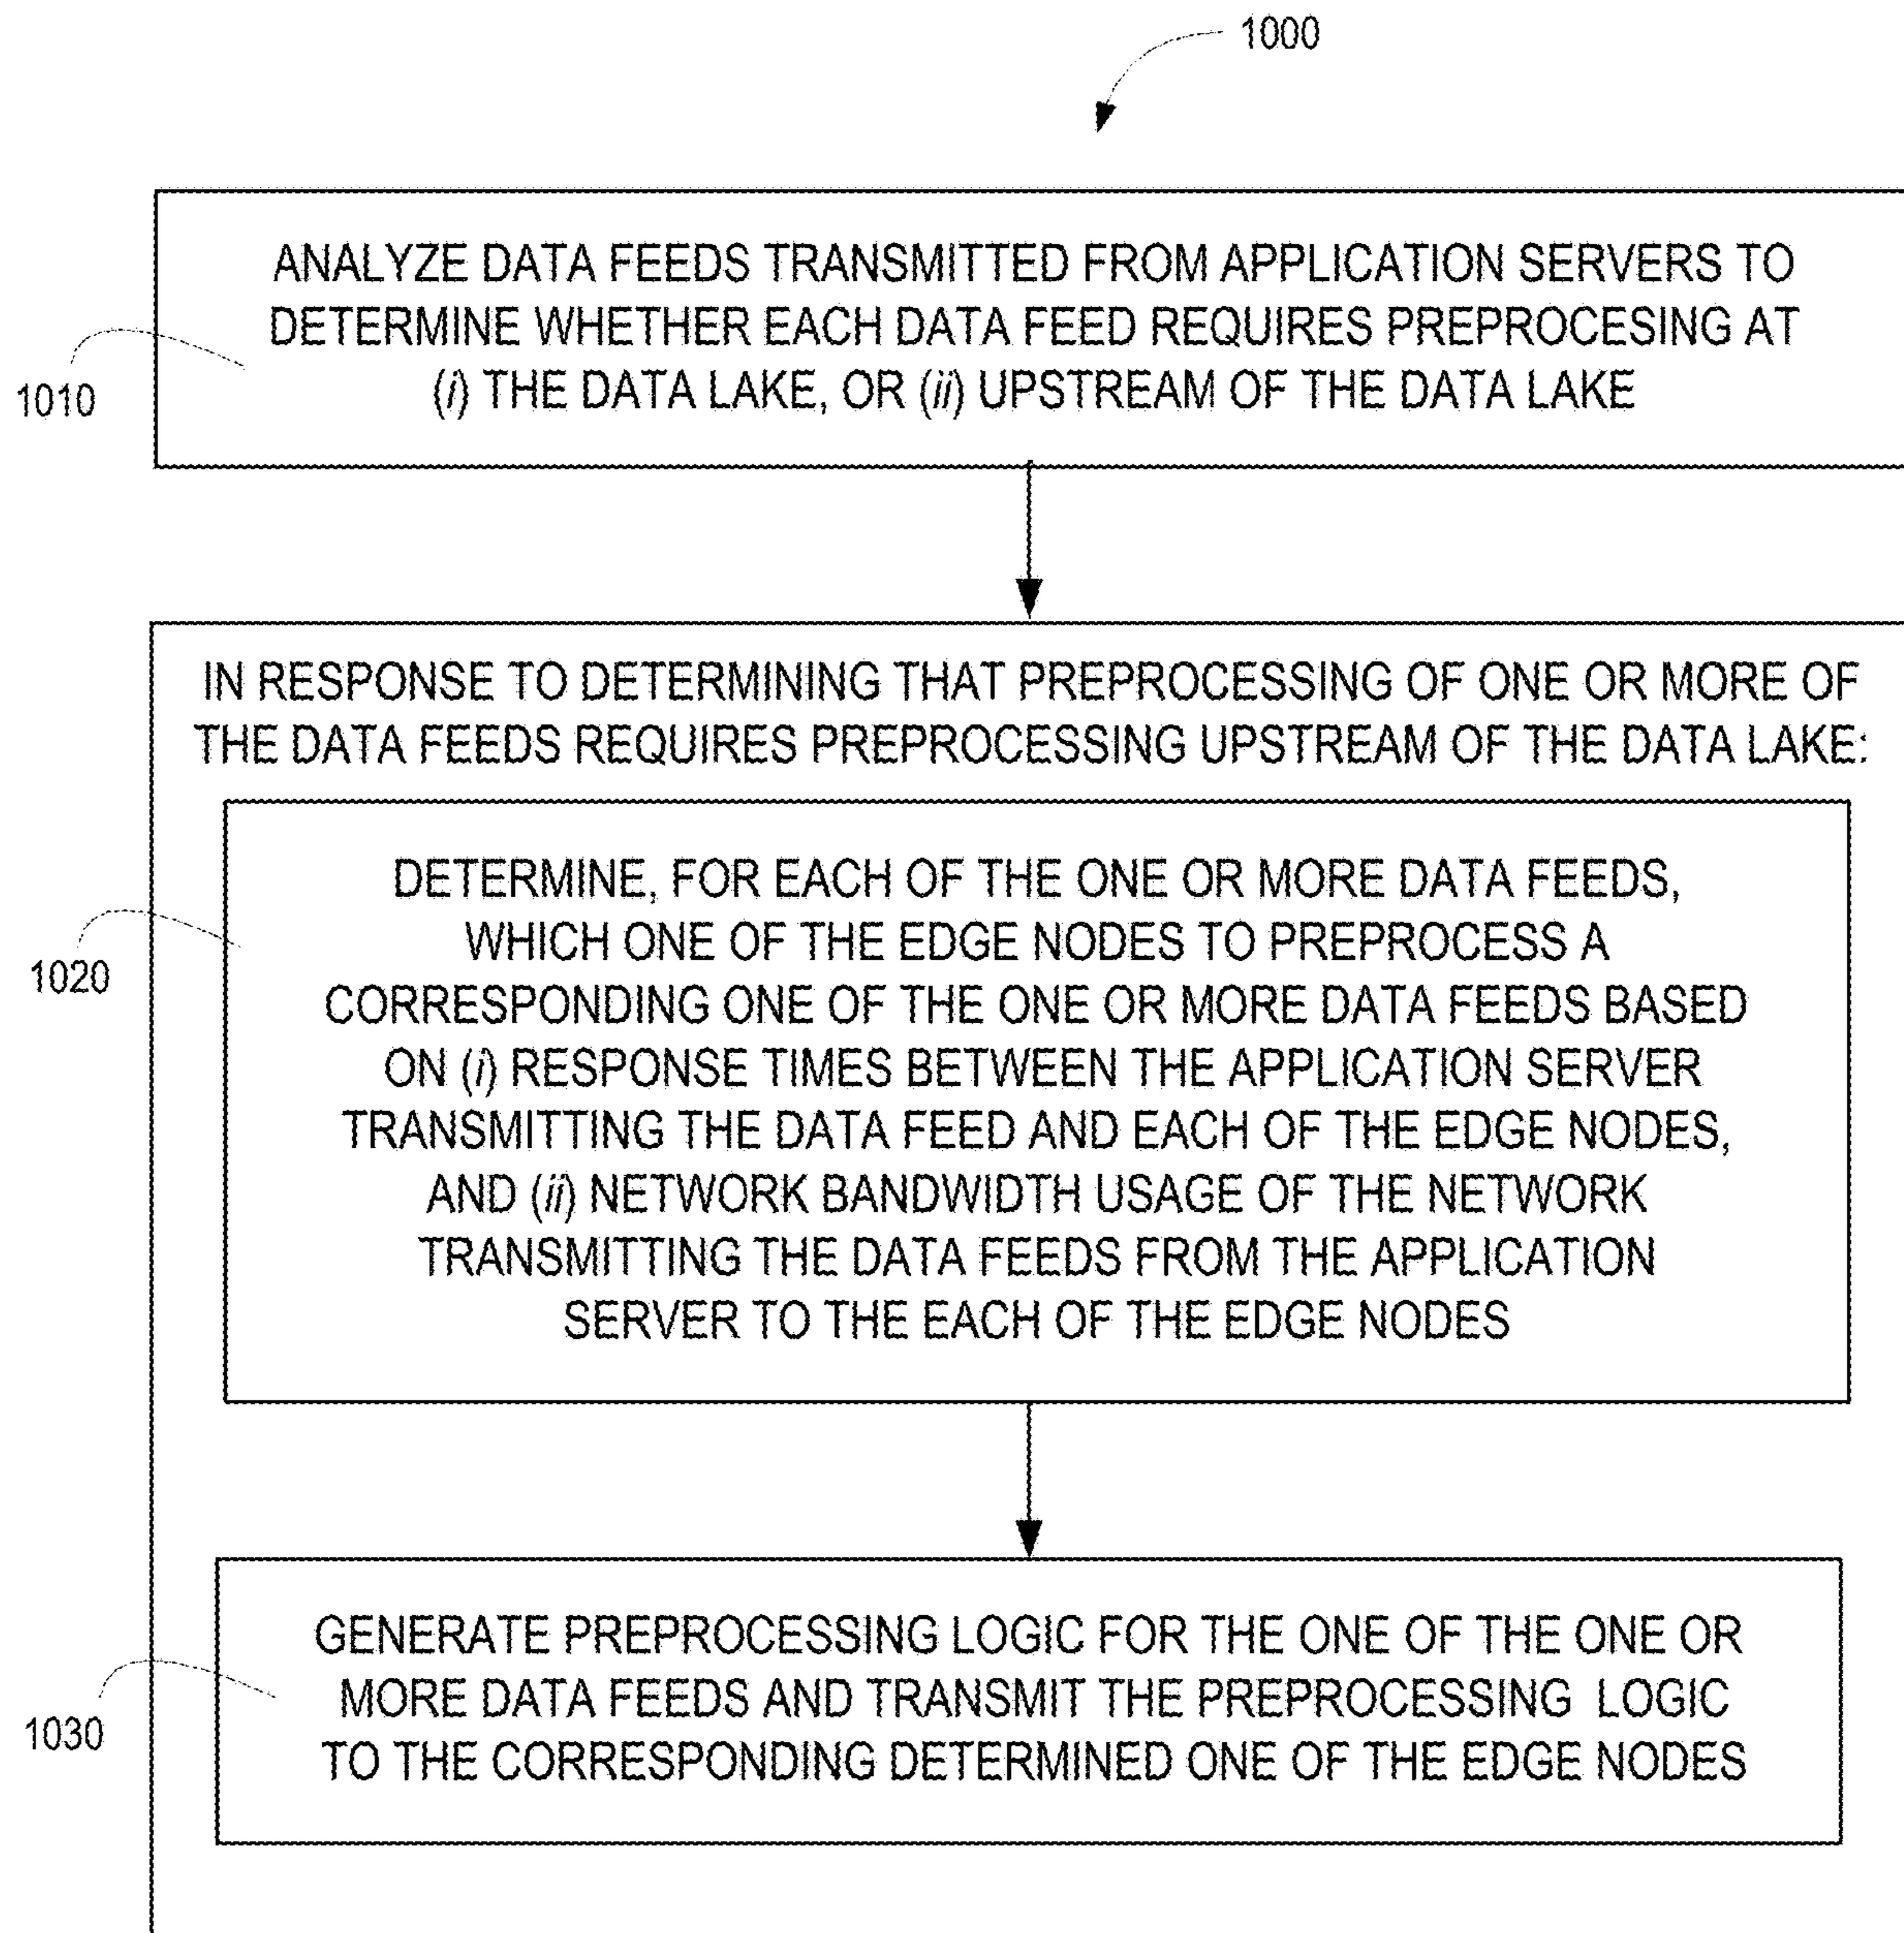 1000
ANALYZE DATA FEEDS TRANSMITTED FROM APPLICATION SERVERS TO
DETERMINE WHETHER EACH DATA FEED REQUIRES PREPROCESING AT
(i) THE DATA LAKE, OR (ii) UPSTREAM OF THE DATA LAKE
1010
IN RESPONSE TO DETERMINING THAT PREPROCESSING OF ONE OR MORE OF
THE DATA FEEDS REQUIRES PREPROCESSING UPSTREAM OF THE DATA LAKE:
DETERMINE, FOR EACH OF THE ONE OR MORE DATA FEEDS,
WHICH ONE OF THE EDGE NODES TO PREPROCESS A
CORRESPONDING ONE OF THE ONE OR MORE DATA FEEDS BASED
ON (i) RESPONSE TIMES BETWEEN THE APPLICATION SERVER
TRANSMITTING THE DATA FEED AND EACH OF THE EDGE NODES,
AND (ii) NETWORK BANDWIDTH USAGE OF THE NETWORK
TRANSMITTING THE DATA FEEDS FROM THE APPLICATION
SERVER TO THE EACH OF THE EDGE NODES
1020
GENERATE PREPROCESSING LOGIC FOR THE ONE OF THE ONE OR
MORE DATA FEEDS AND TRANSMIT THE PREPROCESSING LOGIC
TO THE CORRESPONDING DETERMINED ONE OF THE EDGE NODES
1030